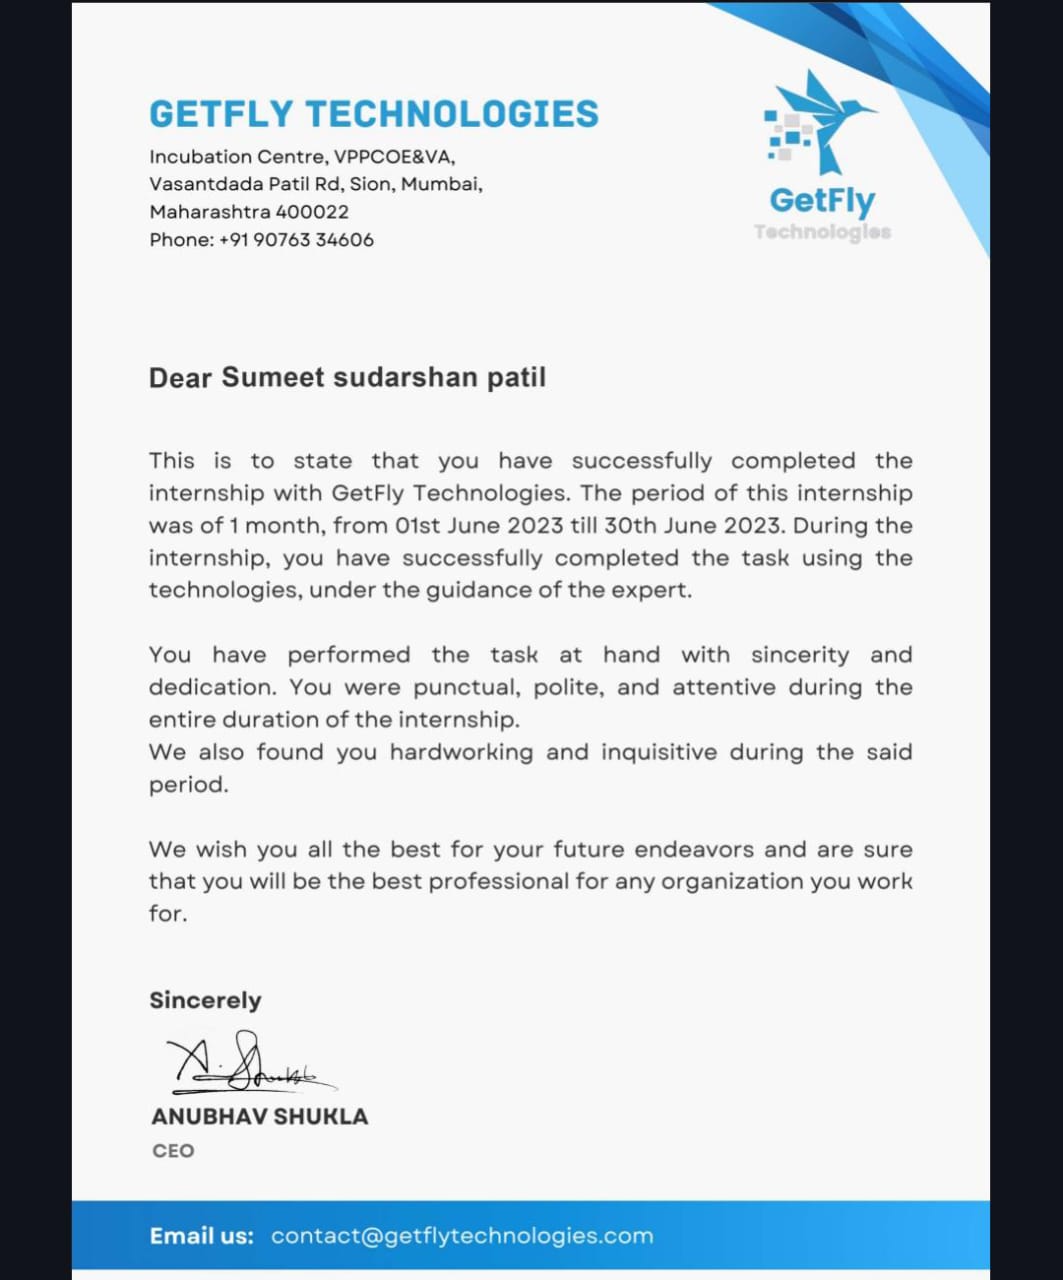 GETFLY TECHNOLOGIES
Incubation Centre, VPPCOE&VA,
Vasantdada Patil Rd, Sion, Mumbai,
Maharashtra 400022
Phone: +91 90763 34606
GetFly
Technologies
Dear Sumeet sudarshan patil
This is to state that you have successfully completed the
internship with GetFly Technologies. The period of this internship
was of 1 month, from 01st June 2023 till 30th June 2023. During the
internship, you have successfully completed the task using the
technologies, under the guidance of the expert.
You have performed the task at hand with sincerity and
dedication. You were punctual, polite, and attentive during the
entire duration of the internship.
We also found you hardworking and inquisitive during the said
period.
We wish you all the best for your future endeavors and are sure
that you will be the best professional for any organization you work
for.
Sincerely
A. Shukla
ANUBHAV SHUKLA
CEO
Email us: contact@getflytechnologies.com